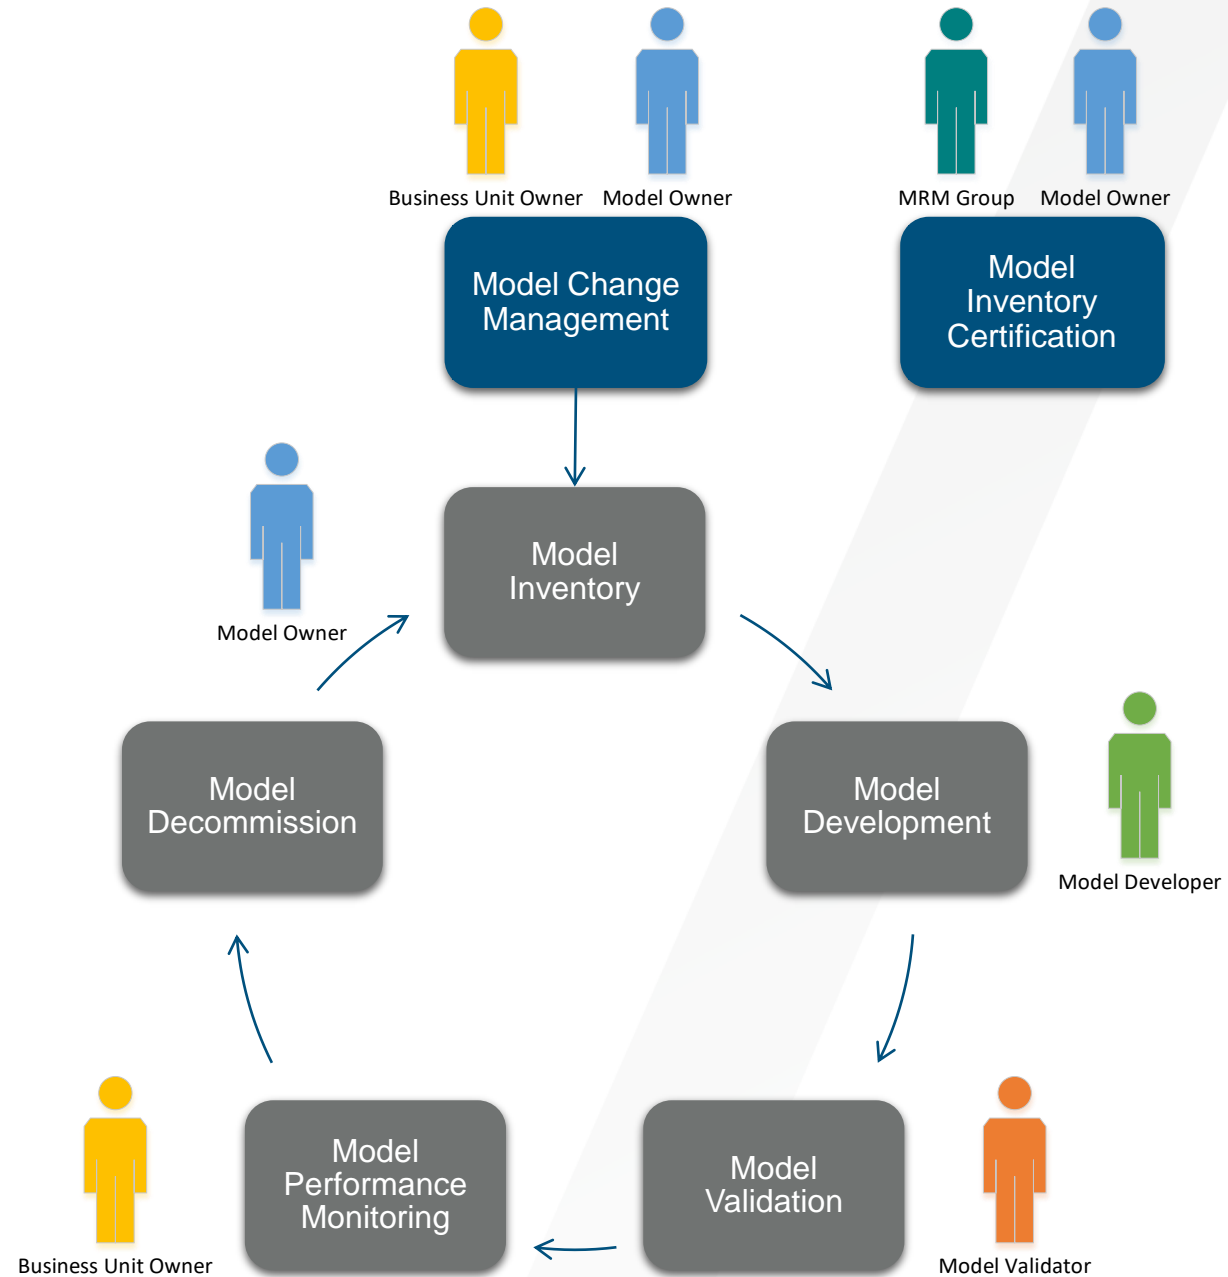 Business Unit Owner
Model Owner
MRM Group
Model Owner
Model Change
Management
Model
Inventory
Certification
Model
Inventory
Model Owner
Model
Decommission
Model
Development
Model Developer
Model
Performance
Monitoring
Model
Validation
Business Unit Owner
Model Validator